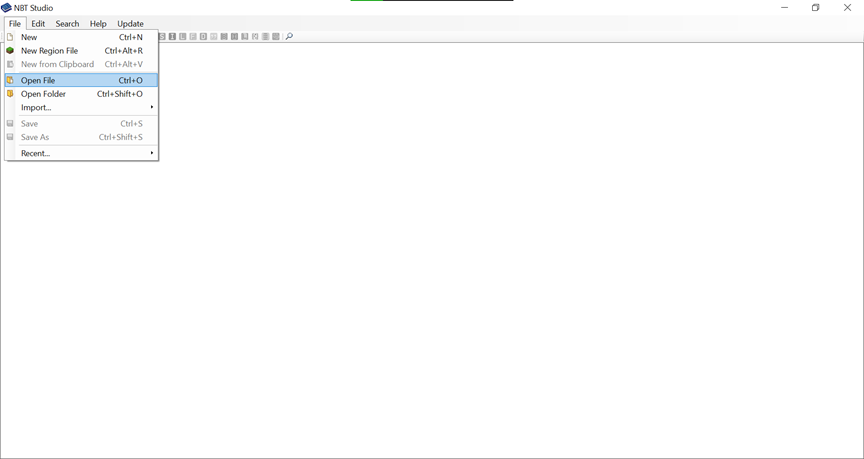 NBT Studio
File Edit Search Help Update
New Ctrl+N
New Region File Ctrl+Alt+R
New from Clipboard Ctrl+Alt+V
Open File Ctrl+O
Open Folder Ctrl+Shift+O
Import...
Save Ctrl+S
Save As Ctrl+Shift+S
Recent...